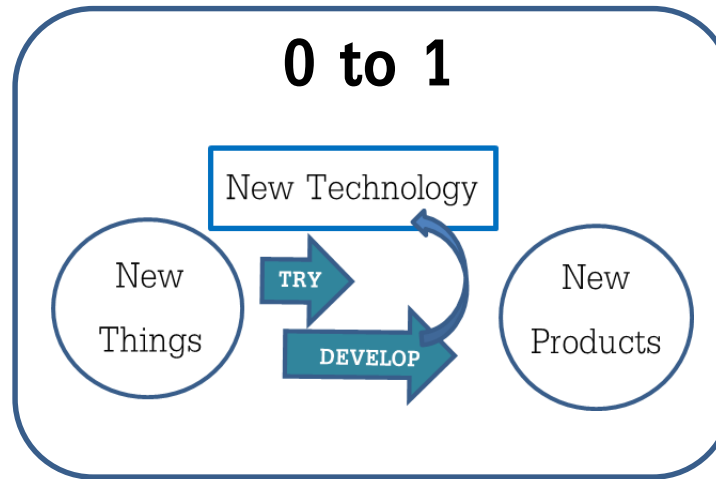 0 to 1
New Technology
New
Things
TRY
DEVELOP
New
Products